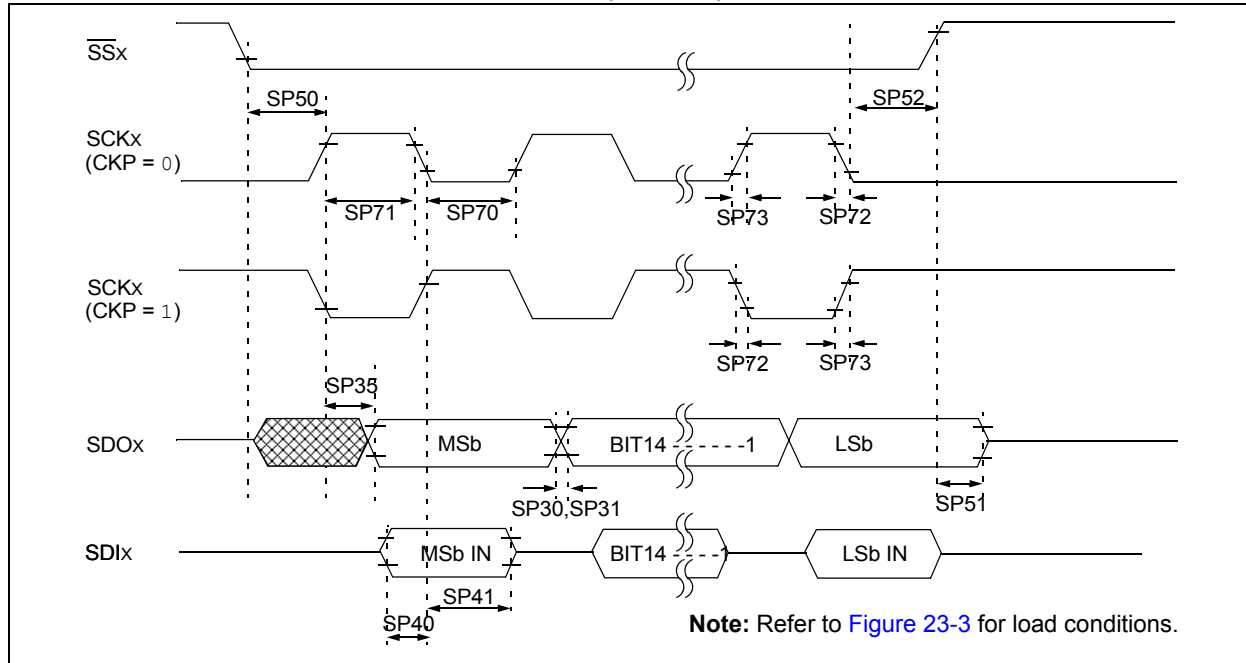 SSx
SP50
SP52
SCKx
(CKP = 0)
SP71
SP70
SP73
SP72
SCKx
(CKP = 1)
SP72
SP73
SP35
SDOx
MSb
BIT14 - - - - - -1
LSb
SP30,SP31
SP51
SDIx
MSb IN
BIT14 - - - -1
LSb IN
SP41
SP40
Note: Refer to Figure 23-3 for load conditions.